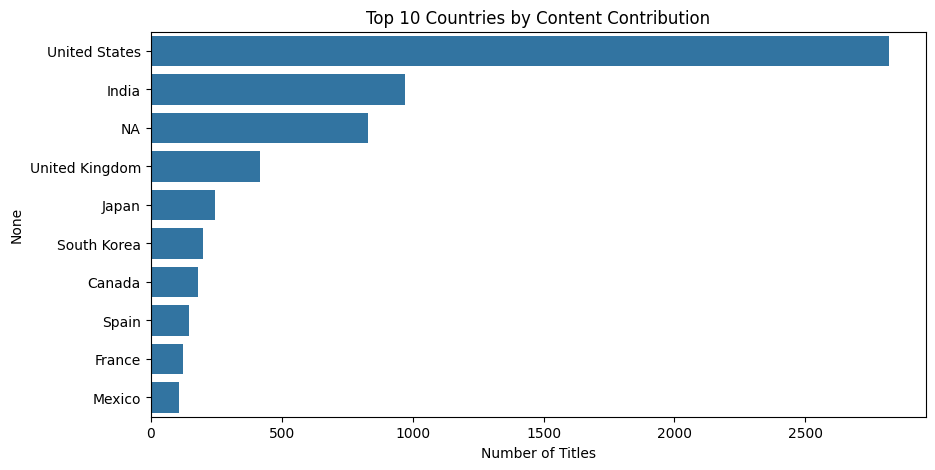 Top 10 Countries by Content Contribution
United States
India
NA
United Kingdom
Japan
South Korea
Canada
Spain
France
Mexico
None
0 500 1000 1500 2000 2500
Number of Titles